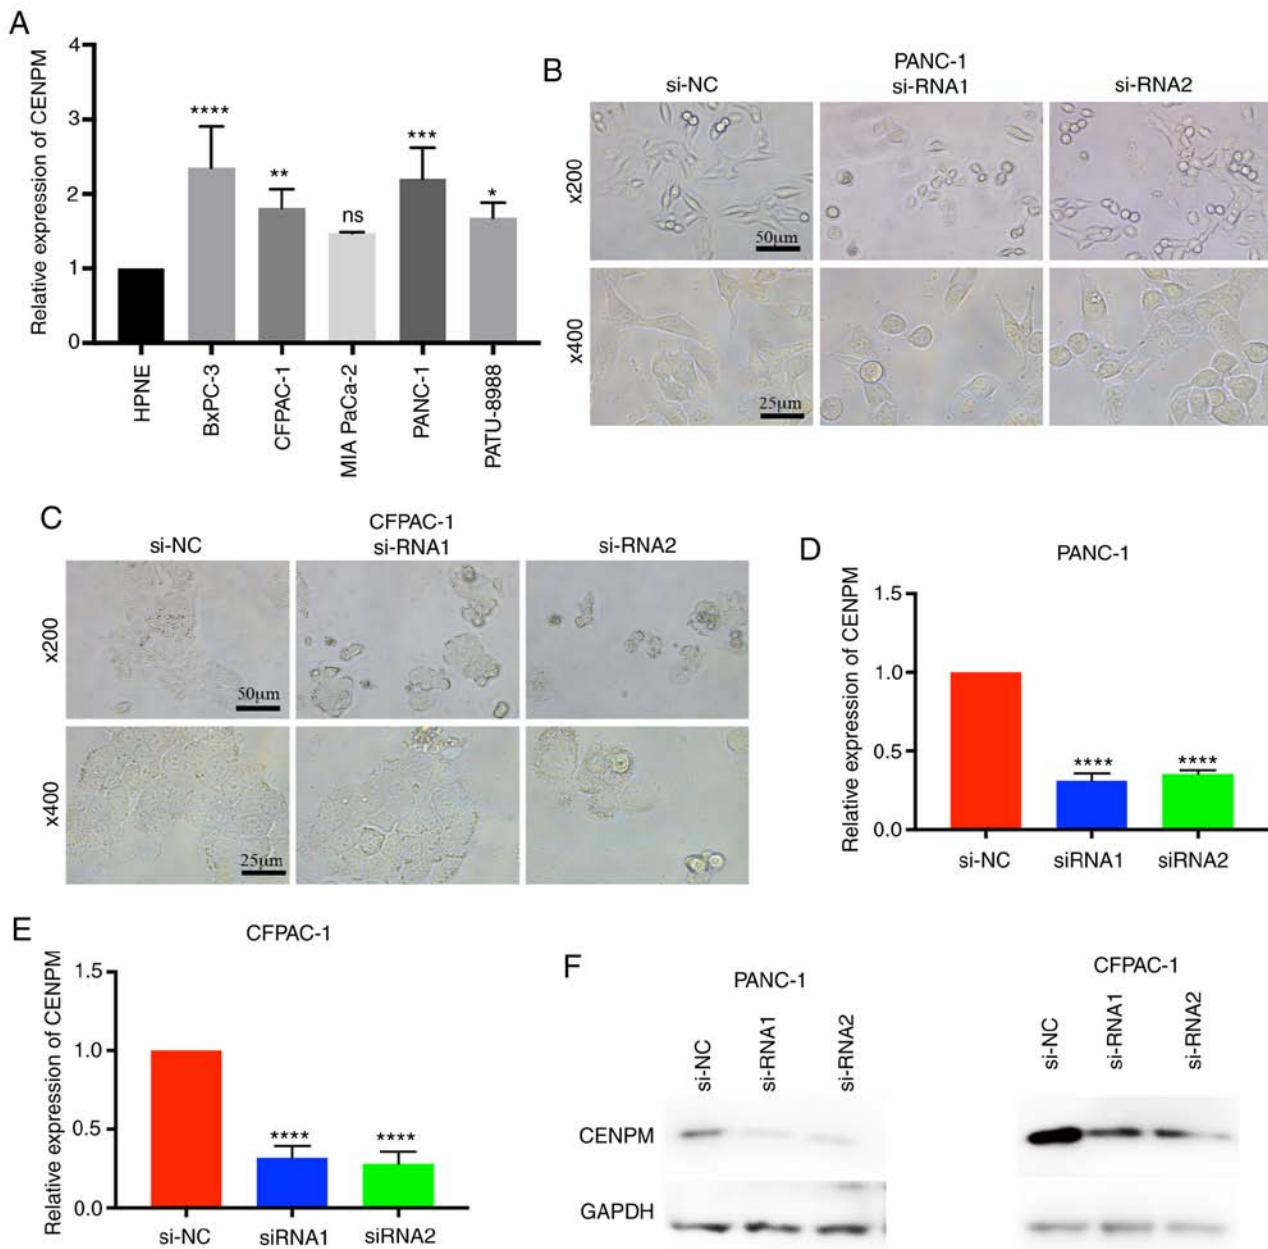 A
Relative expression of CENPM
4
3
2
1
0
****
**
ns
***
*
HPNE
BxPC-3
CFPAC-1
MIA PaCa-2
PANC-1
PATU-8988
B
PANC-1
si-NC
si-RNA1
si-RNA2
x200
50μm
x400
25μm
C
CFPAC-1
si-NC
si-RNA1
si-RNA2
x200
50μm
x400
25μm
D
PANC-1
Relative expression of CENPM
1.5
1.0
0.5
0.0
****
****
si-NC
siRNA1
siRNA2
E
CFPAC-1
Relative expression of CENPM
1.5
1.0
0.5
0.0
****
****
si-NC
siRNA1
siRNA2
F
PANC-1
si-NC
si-RNA1
si-RNA2
CFPAC-1
si-NC
si-RNA1
si-RNA2
CENPM
GAPDH